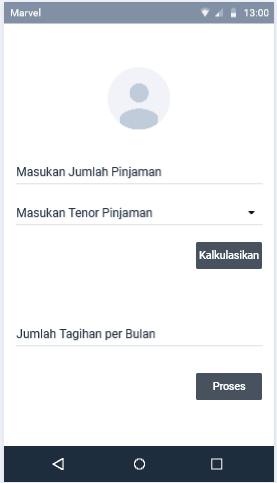 Marvel 13:00
Masukan Jumlah Pinjaman
Masukan Tenor Pinjaman
Kalkulasikan
Jumlah Tagihan per Bulan
Proses